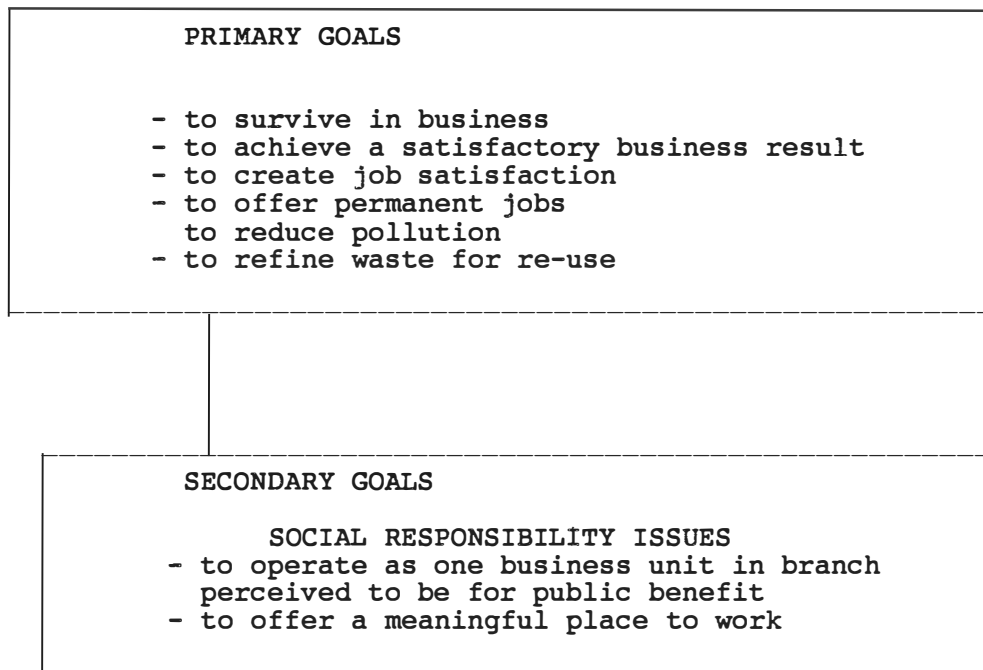 PRIMARY GOALS
- to survive in business
- to achieve a satisfactory business result
- to create job satisfaction
- to offer permanent jobs
to reduce pollution
- to refine waste for re-use
SECONDARY GOALS
SOCIAL RESPONSIBILITY ISSUES
- to operate as one business unit in branch
perceived to be for public benefit
- to offer a meaningful place to work